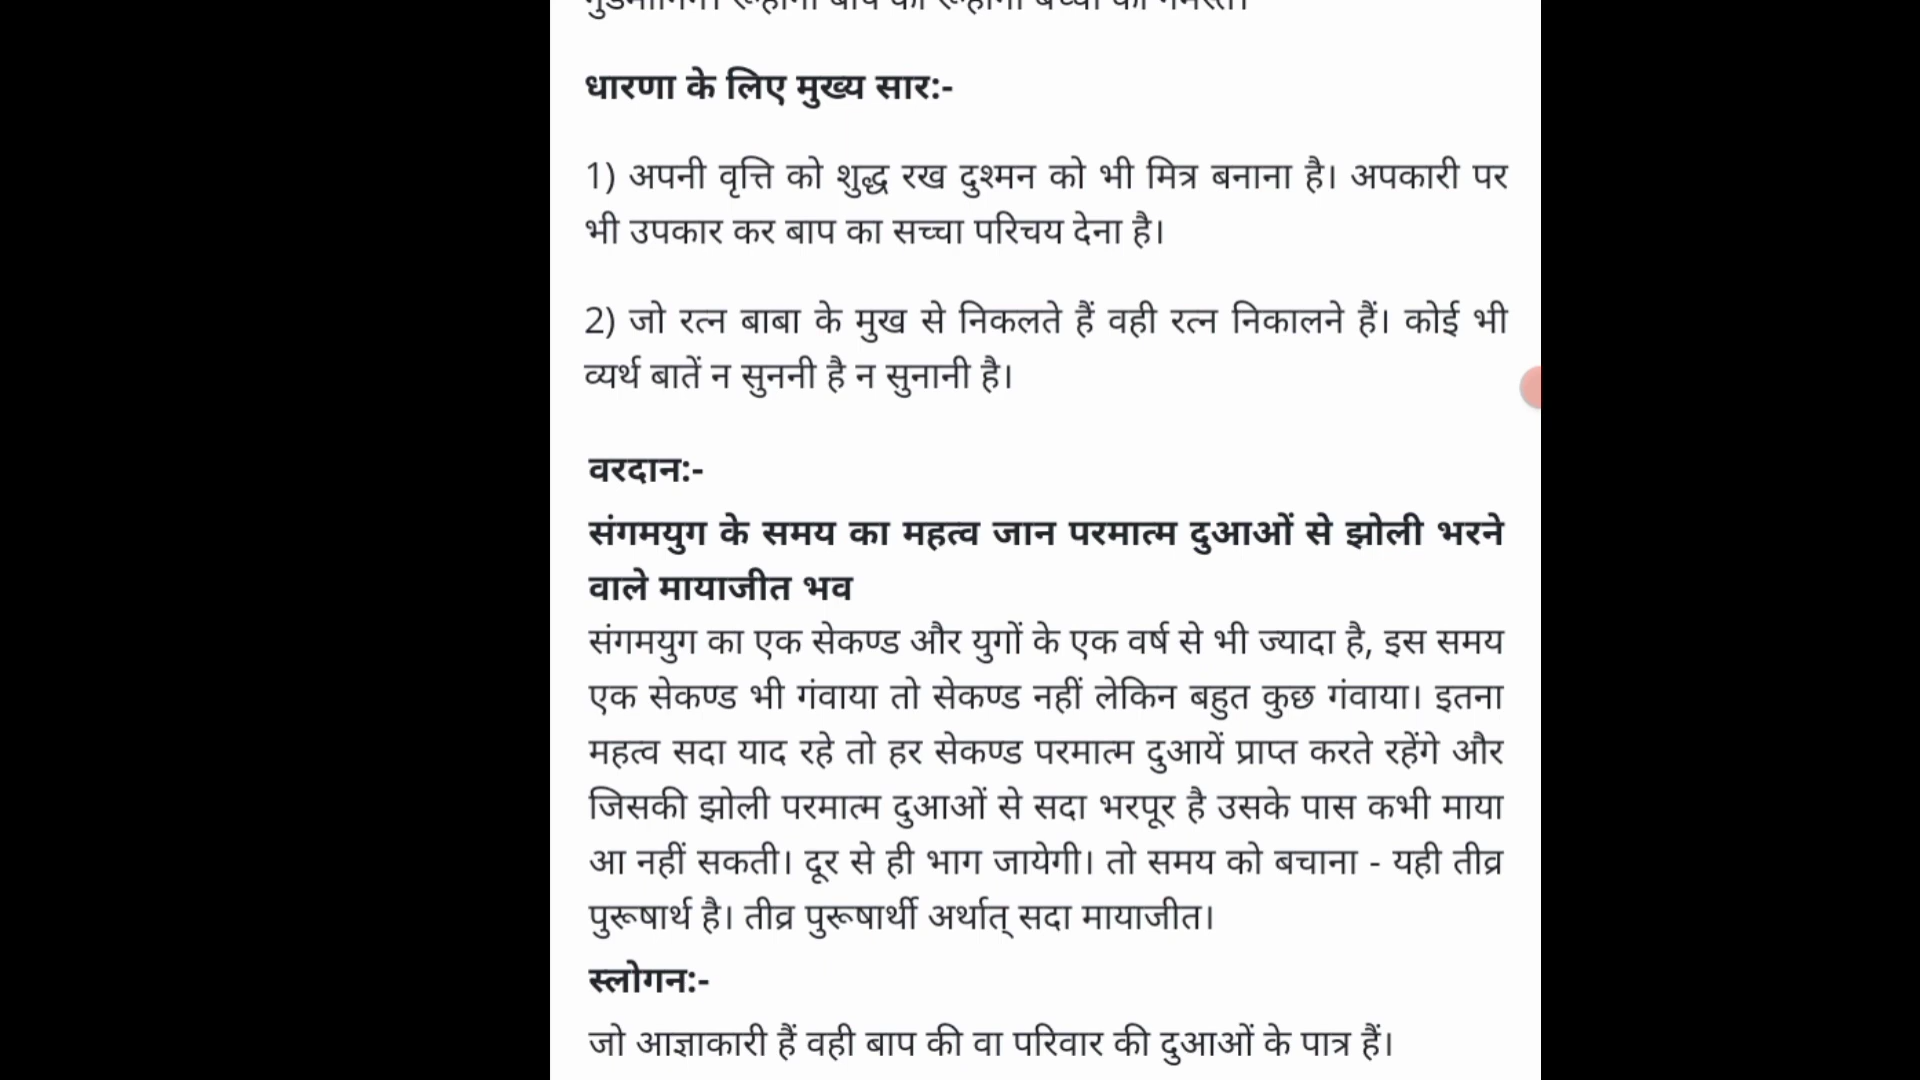 धारणा के लिए मुख्य सार:-
1) अपनी वृत्ति को शुद्ध रख दुश्मन को भी मित्र बनाना है। अपकारी पर
भी उपकार कर बाप का सच्चा परिचय देना है।
2) जो रत्न बाबा के मुख से निकलते हैं वही रत्न निकालने हैं। कोई भी
व्यर्थ बातें न सुननी है न सुनानी है।
वरदान:-
संगमयुग के समय का महत्व जान परमात्म दुआओं से झोली भरने
वाले मायाजीत भव
संगमयुग का एक सेकण्ड और युगों के एक वर्ष से भी ज्यादा है, इस समय
एक सेकण्ड भी गंवाया तो सेकण्ड नहीं लेकिन बहुत कुछ गंवाया। इतना
महत्व सदा याद रहे तो हर सेकण्ड परमात्म दुआयें प्राप्त करते रहेंगे और
जिसकी झोली परमात्म दुआओं से सदा भरपूर है उसके पास कभी माया
आ नहीं सकती। दूर से ही भाग जायेगी। तो समय को बचाना - यही तीव्र
पुरूषार्थ है। तीव्र पुरूषार्थी अर्थात् सदा मायाजीत।
स्लोगन:-
जो आज्ञाकारी हैं वही बाप की वा परिवार की दुआओं के पात्र हैं।